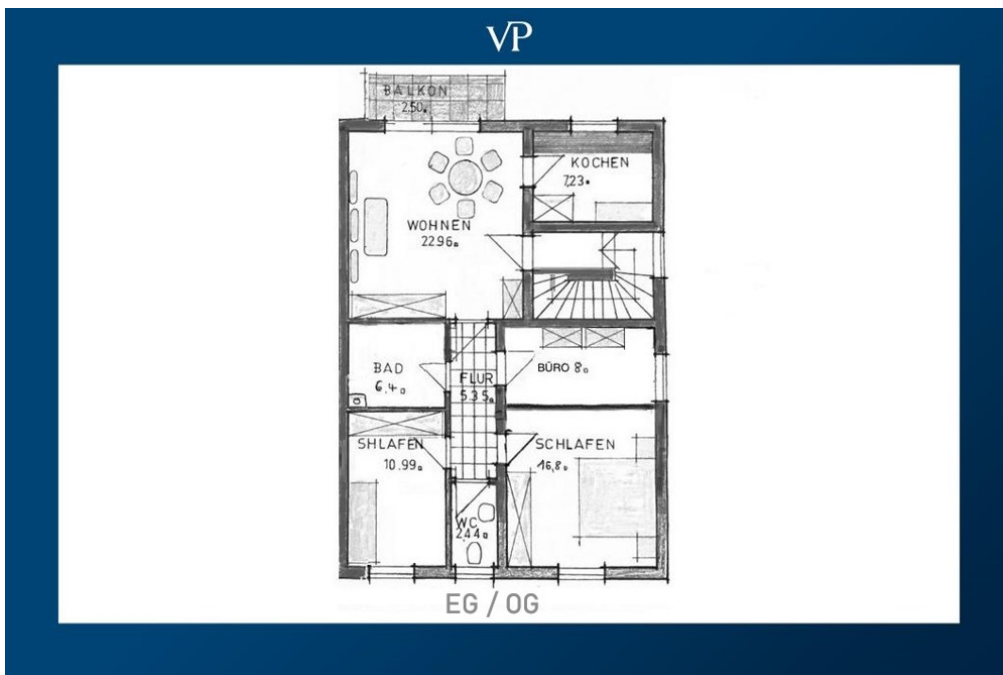 VP
BALKON
2.50
KOCHEN
7.23
WOHNEN
22.96
BAD
6.4
FLUR
5.35
BÜRO 8
SHLAFEN
10.99
SCHLAFEN
16,8
WC
2.44
EG / OG